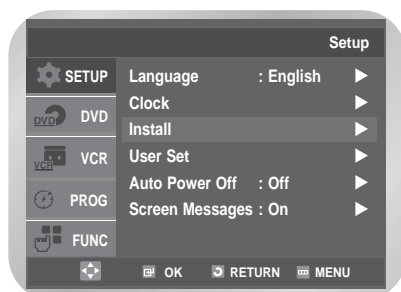 Setup
SETUP
DVD
DVD
VCR
VCR
PROG
FUNC
Language : English
Clock
Install
User Set
Auto Power Off : Off
Screen Messages : On
OK RETURN MENU